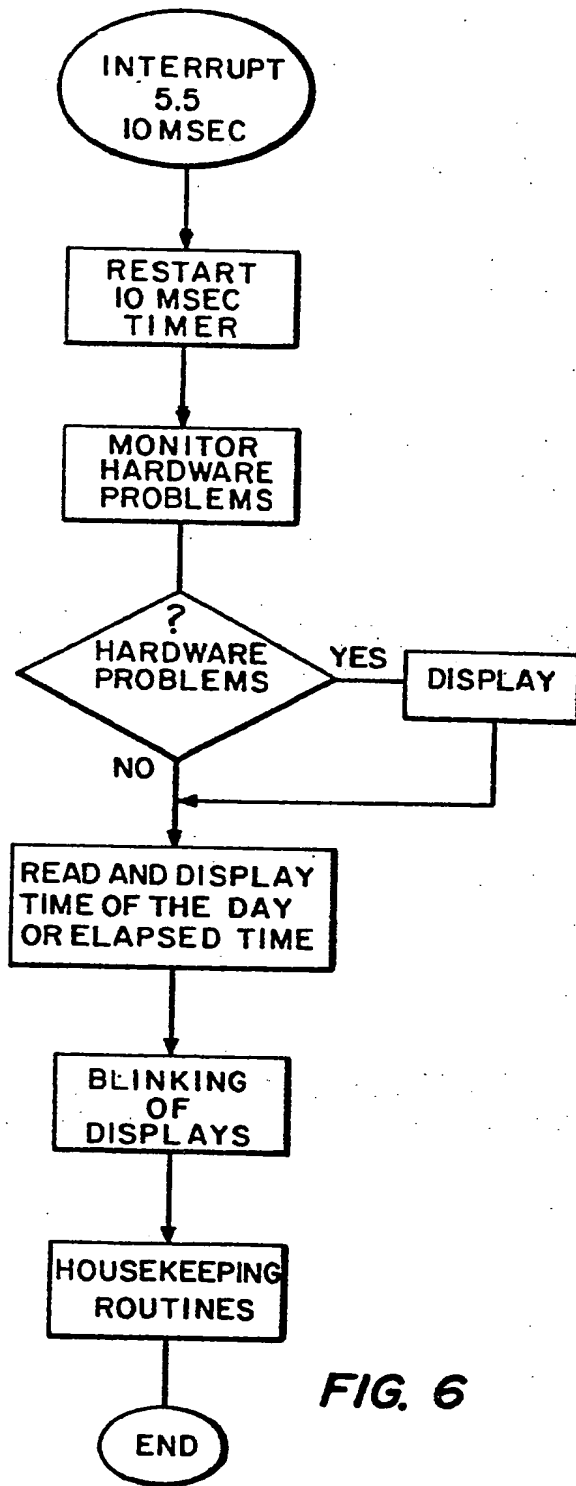 INTERRUPT
5.5
10 MSEC
RESTART
10 MSEC
TIMER
MONITOR
HARDWARE
PROBLEMS
?
HARDWARE
PROBLEMS
YES
DISPLAY
NO
READ AND DISPLAY
TIME OF THE DAY
OR ELAPSED TIME
BLINKING
OF
DISPLAYS
HOUSEKEEPING
ROUTINES
END
FIG. 6